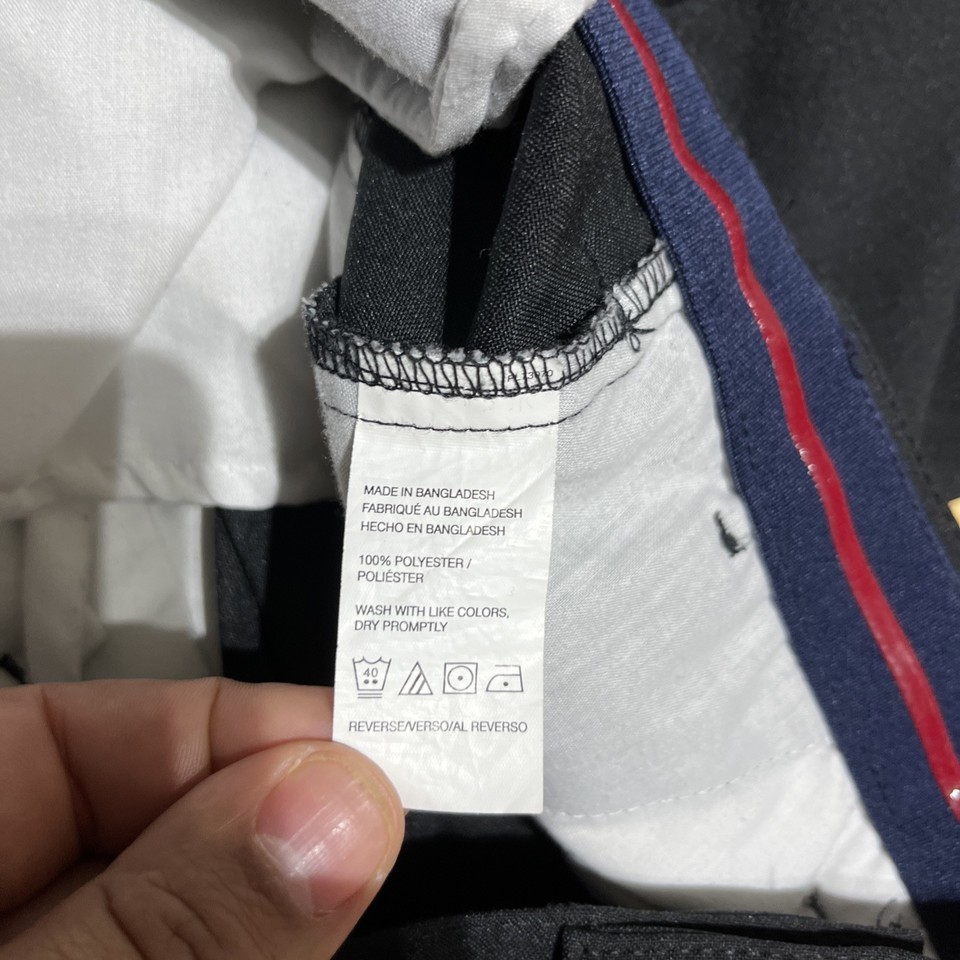 MADE IN BANGLADESH
FABRIQUÉ AU BANGLADESH
HECHO EN BANGLADESH
100% POLYESTER /
POLIÉSTER
WASH WITH LIKE COLORS,
DRY PROMPTLY
40
REVERSE/VERSO/AL REVERSO